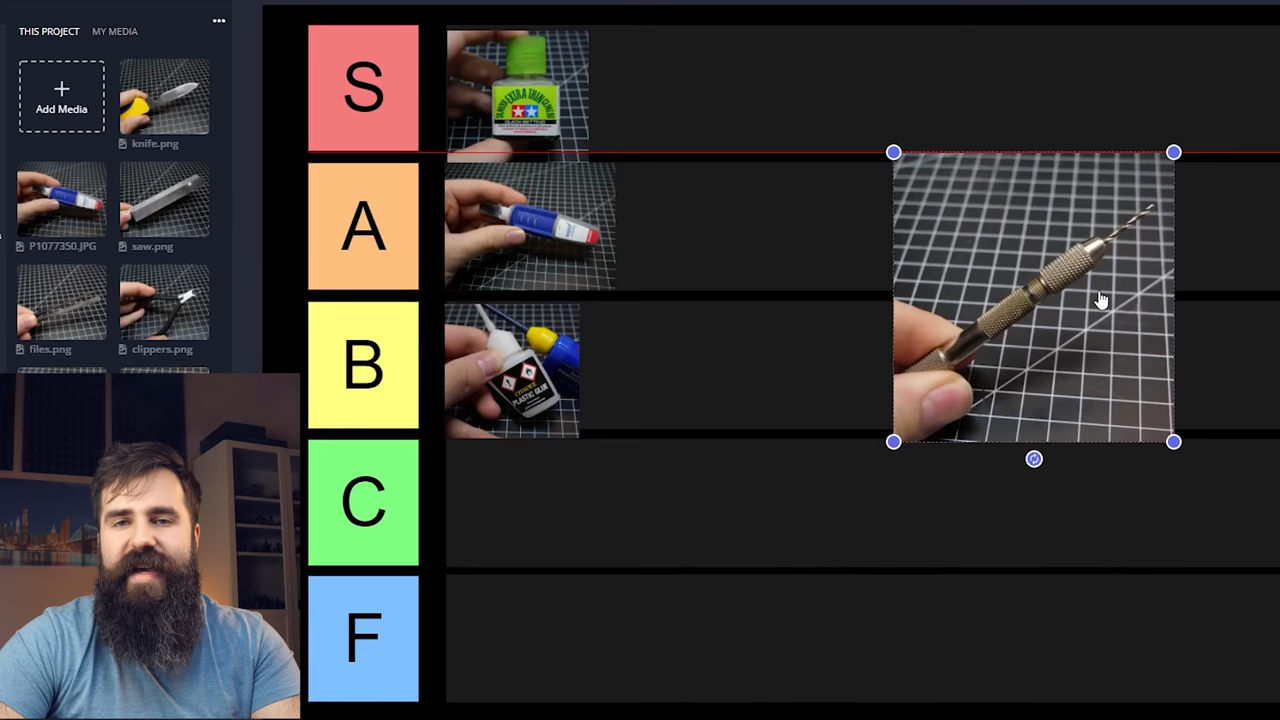 THIS PROJECT MY MEDIA
Add Media
knife.png
P1077350.JPG
saw.png
files.png
clippers.png
S
A
B
C
F
TAMIYA EXTRA THIN CEMENT
QUICK-SETTING
PLASTIC GLUE